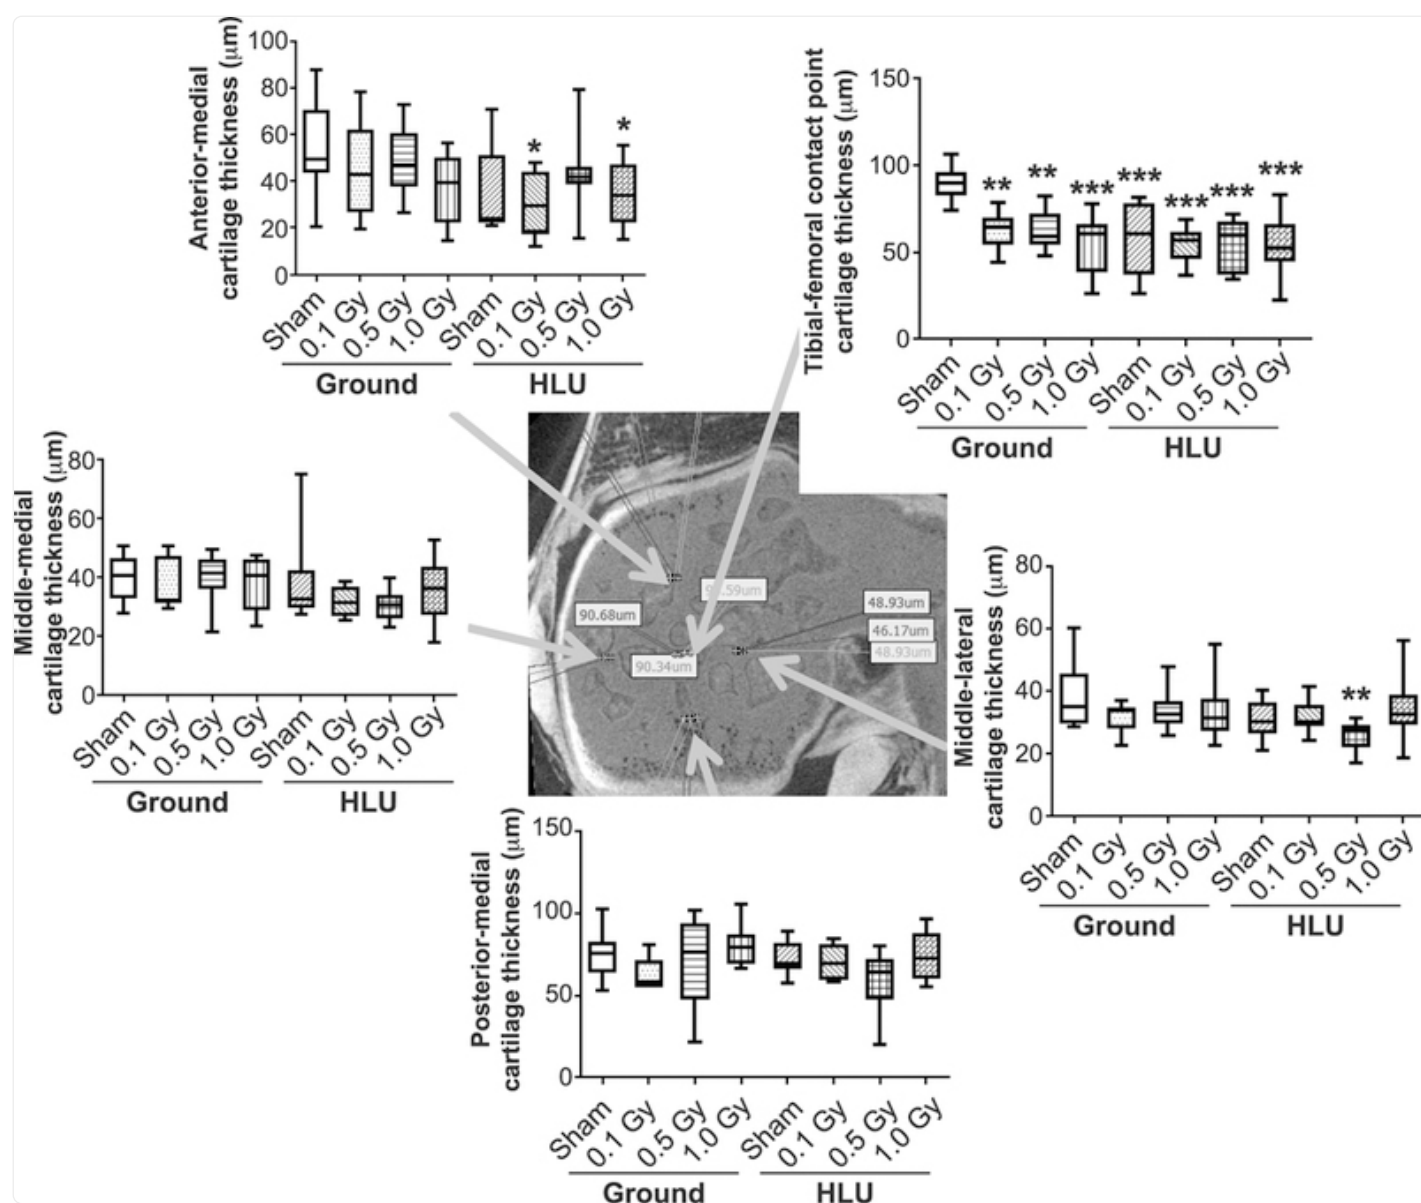 Anterior-medial
cartilage thickness (μm)
100
80
60
40
20
0
*
*
Sham
0.1 Gy
0.5 Gy
1.0 Gy
Sham
0.1 Gy
0.5 Gy
1.0 Gy
Ground
HLU
Tibial-femoral contact point
cartilage thickness (μm)
150
100
50
0
**
**
***
***
***
***
***
Sham
0.1 Gy
0.5 Gy
1.0 Gy
Sham
0.1 Gy
0.5 Gy
1.0 Gy
Ground
HLU
Middle-medial
cartilage thickness (μm)
80
60
40
20
0
Sham
0.1 Gy
0.5 Gy
1.0 Gy
Sham
0.1 Gy
0.5 Gy
1.0 Gy
Ground
HLU
90.68um
90.34um
48.93um
46.17um
48.93um
Middle-lateral
cartilage thickness (μm)
80
60
40
20
0
**
Sham
0.1 Gy
0.5 Gy
1.0 Gy
Sham
0.1 Gy
0.5 Gy
1.0 Gy
Ground
HLU
Posterior-medial
cartilage thickness (μm)
150
100
50
0
Sham
0.1 Gy
0.5 Gy
1.0 Gy
Sham
0.1 Gy
0.5 Gy
1.0 Gy
Ground
HLU